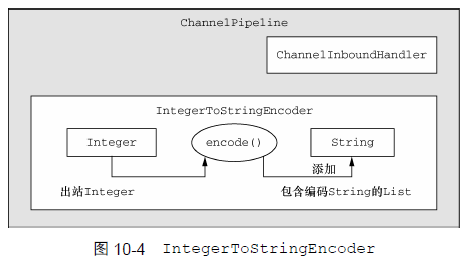 ChannelPipeline
ChannelInboundHandler
IntegerToStringEncoder
Integer
encode()
String
添加
出站Integer
包含编码String的List
图 10-4 IntegerToStringEncoder